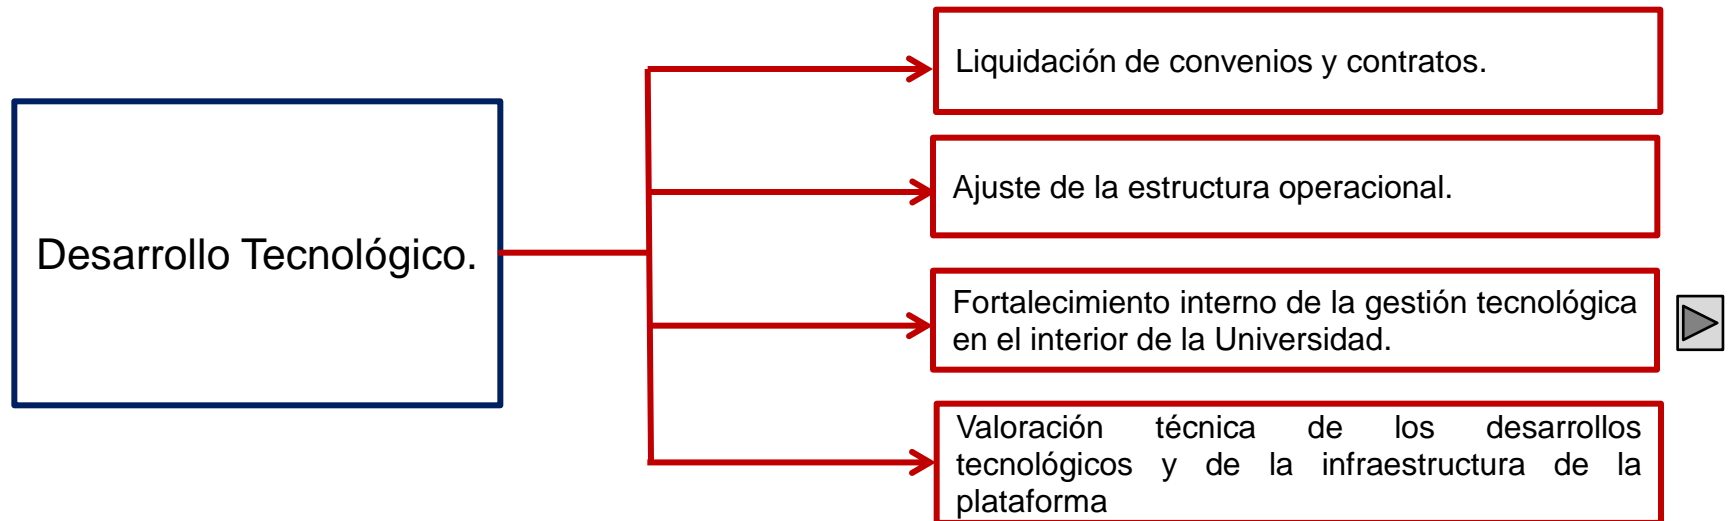 Desarrollo Tecnológico.
Liquidación de convenios y contratos.
Ajuste de la estructura operacional.
Fortalecimiento interno de la gestión tecnológica
en el interior de la Universidad.
Valoración técnica de los desarrollos
tecnológicos y de la infraestructura de la
plataforma